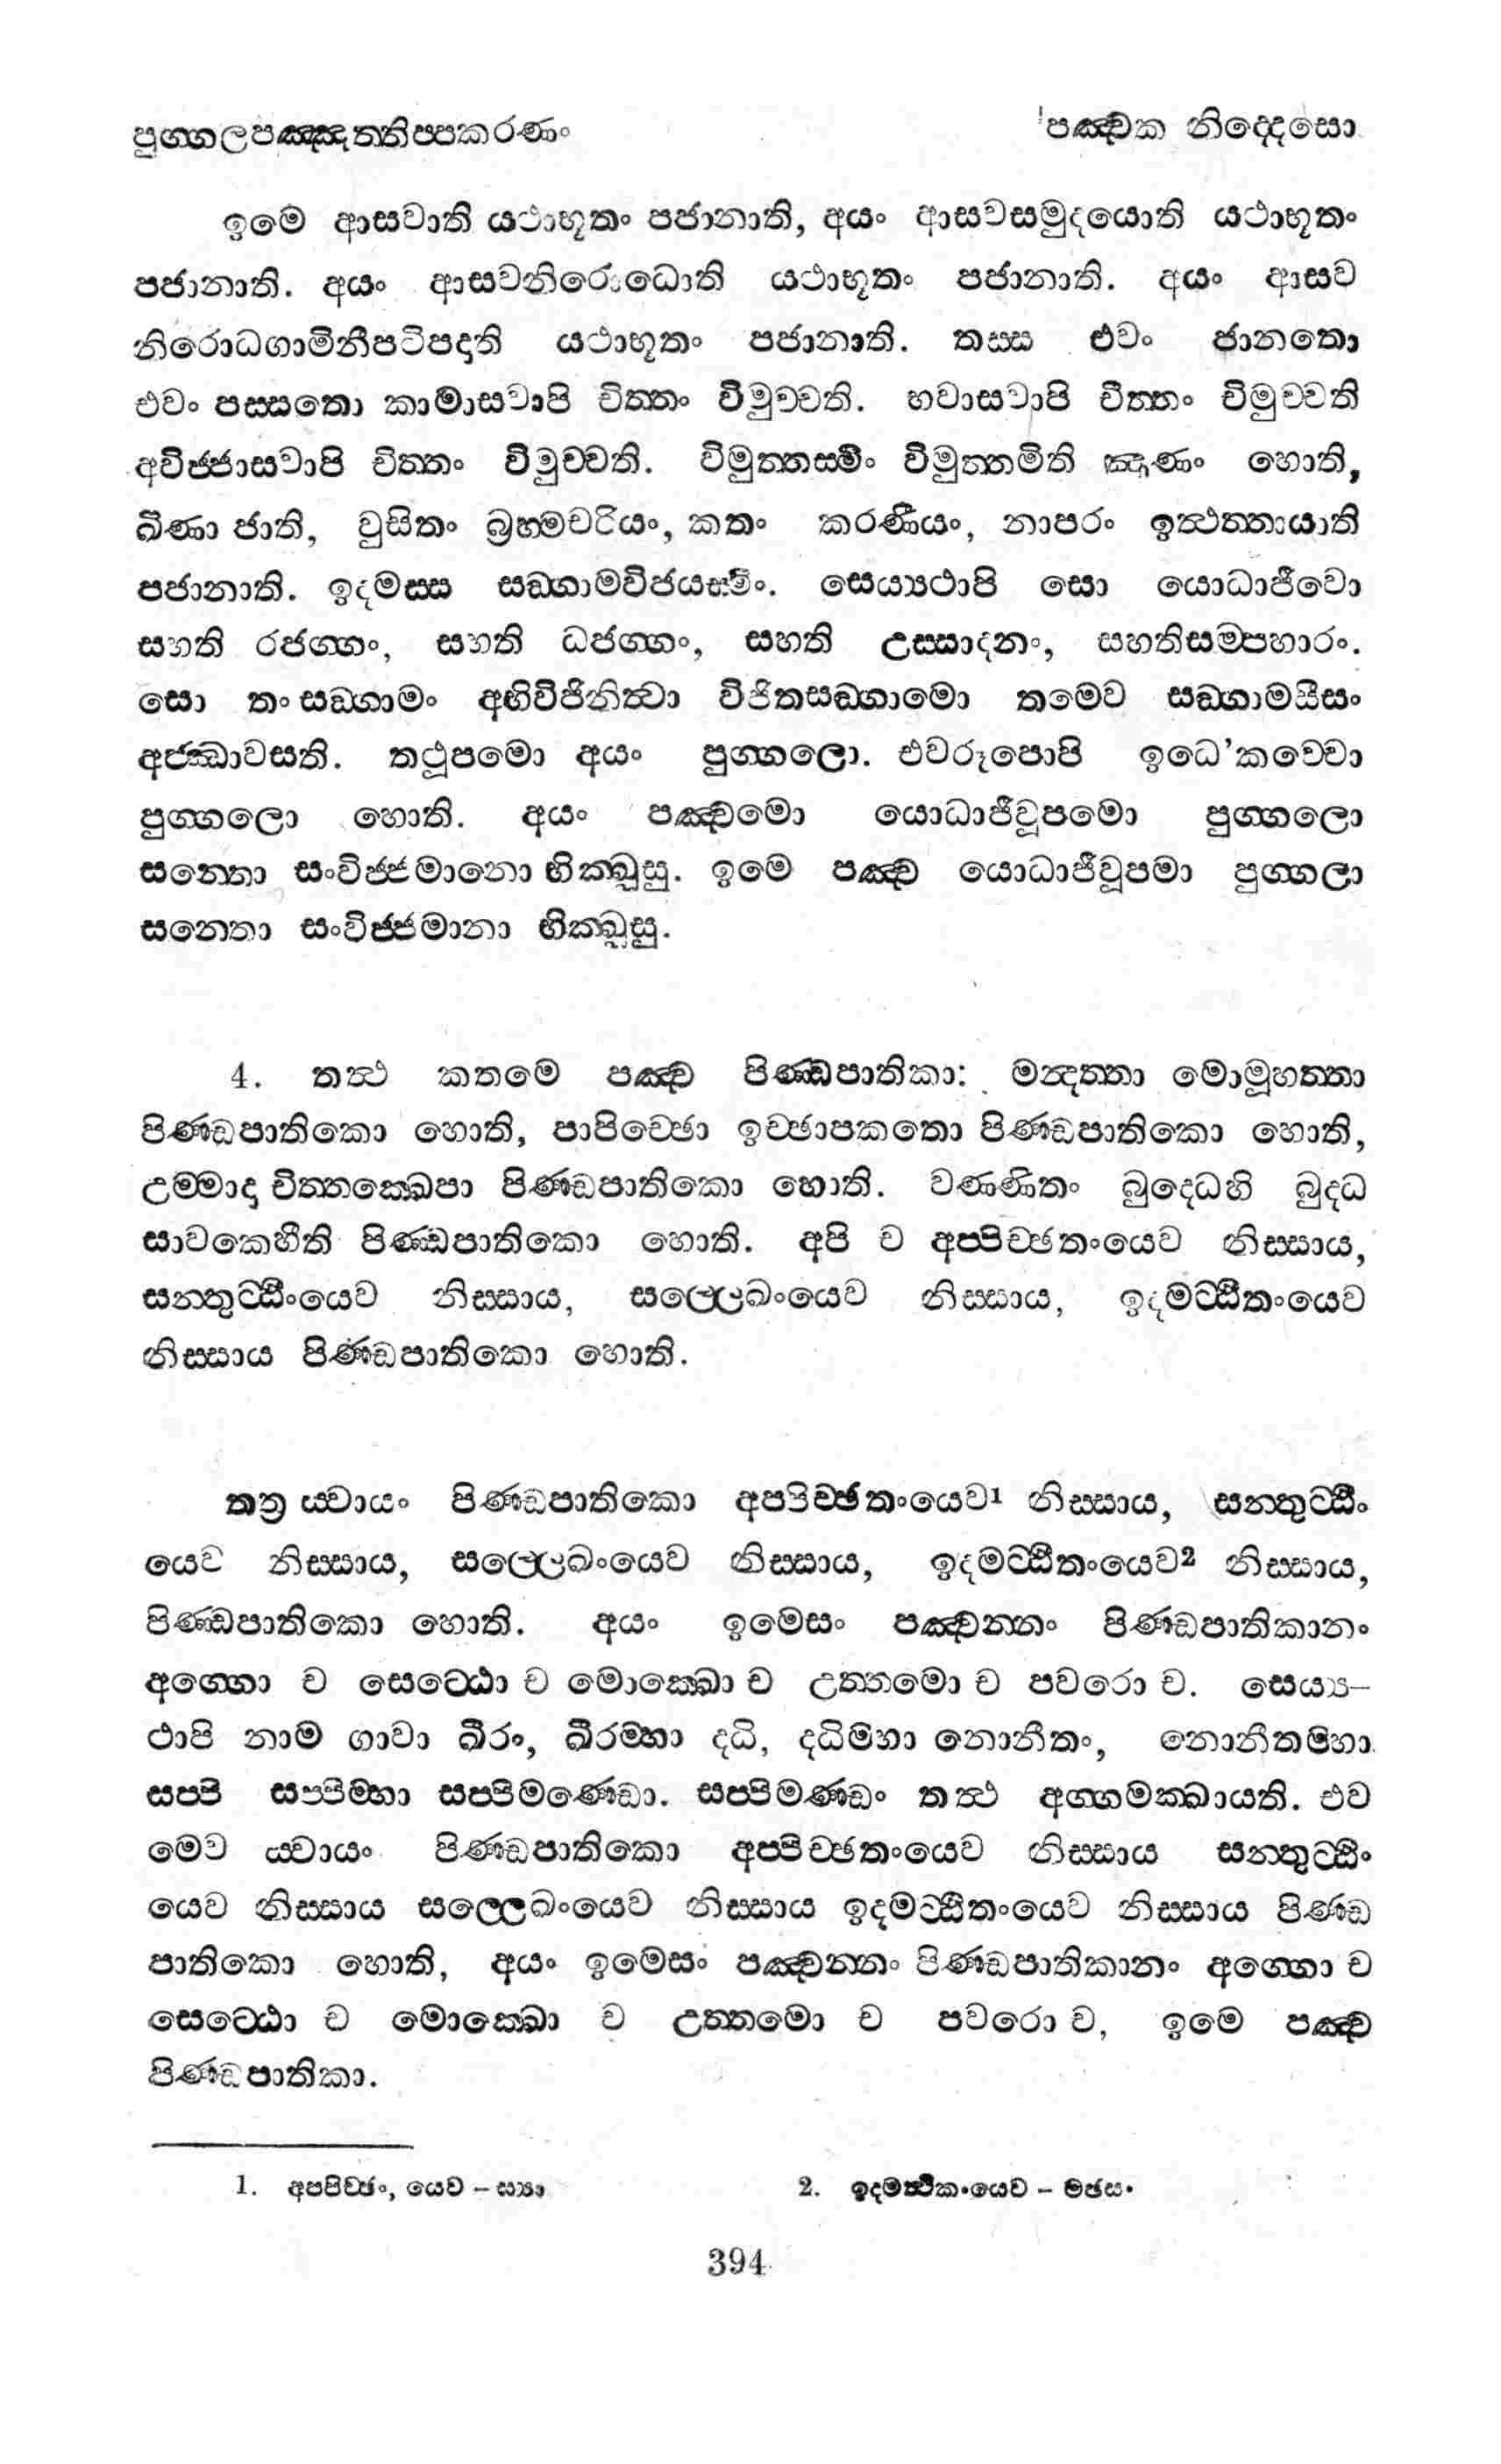 පුග්ගලපඤ්ඤත්තිප්පකරණං පඤ්චක නිද්දෙසො
ඉමෙ ආසවාති යථාභූතං පජානාති, අයං ආසවසමුදයොති යථාභූතං
පජානාති. අයං ආසවනිරොධොති යථාභූතං පජානාති. අයං ආසව
නිරොධගාමිනීපටිපදාති යථාභූතං පජානාති. තස්ස එවං ජානතො
එවං පස්සතො කාමාසවාපි චිත්තං විමුච්චති. භවාසවාපි චිත්තං විමුච්චති
අවිජ්ජාසවාපි චිත්තං විමුච්චති. විමුත්තස්මිං විමුත්තමිති ඤාණං හොති,
ඛීණා ජාති, වුසිතං බ්‍රහ්මචරියං, කතං කරණීයං, නාපරං ඉත්ථත්තායාති
පජානාති. ඉදමස්ස සඞ්ගාමවිජයස්මිං. සෙය්‍යථාපි සො යොධාජීවො
සහති රජග්ගං, සහති ධජග්ගං, සහති උස්සාදනං, සහතිසම්පහාරං.
සො තං සඞ්ගාමං අභිවිජිනිත්‍වා විජිතසඞ්ගාමො තමෙව සඞ්ගාමසීසං
අජ්ඣාවසති. තථූපමො අයං පුග්ගලො. එවරූපොපි ඉධෙ'කච්චො
පුග්ගලො හොති. අයං පඤ්චමො යොධාජීවූපමො පුග්ගලො
සන්තො සංවිජ්ජමානො භික්ඛූසු. ඉමෙ පඤ්ච යොධාජීවූපමා පුග්ගලා
සන්තො සංවිජ්ජමානා භික්ඛූසු.
4. තත්‍ථ කතමෙ පඤ්ච පිණ්ඩපාතිකා: මන්දත්තා මොමූහත්තා
පිණ්ඩපාතිකො හොති, පාපිච්ඡො ඉච්ඡාපකතො පිණ්ඩපාතිකො හොති,
උම්මාදා චිත්තක්ඛෙපා පිණ්ඩපාතිකො හොති. වණ්ණිතං බුද්ධෙහි බුද්ධ
සාවකෙහීති පිණ්ඩපාතිකො හොති. අපි ච අප්පිච්ඡතංයෙව නිස්සාය,
සන්තුට්ඨිංයෙව නිස්සාය, සල්ලෙඛංයෙව නිස්සාය, ඉදමට්ඨිතංයෙව
නිස්සාය පිණ්ඩපාතිකො හොති.
තත්‍ර ය්වායං පිණ්ඩපාතිකො අප්පිච්ඡතංයෙව1 නිස්සාය, සන්තුට්ඨිං
යෙව නිස්සාය, සල්ලෙඛංයෙව නිස්සාය, ඉදමට්ඨිතංයෙව2 නිස්සාය,
පිණ්ඩපාතිකො හොති. අයං ඉමෙසං පඤ්චන්නං පිණ්ඩපාතිකානං
අග්ගො ච සෙට්ඨො ච මොක්ඛො ච උත්තමො ච පවරො ච. සෙය්‍ය–
ථාපි නාම ගාවා ඛීරං, ඛීරම්හා දධි, දධිම්හා නොනීතං, නොනීතම්හා
සප්පි සප්පිම්හා සප්පිමණ්ඩො. සප්පිමණ්ඩං තත්‍ථ අග්ගමක්ඛායති. එව
මෙව ය්වායං පිණ්ඩපාතිකො අප්පිච්ඡතංයෙව නිස්සාය සන්තුට්ඨිං
යෙව නිස්සාය සල්ලෙඛංයෙව නිස්සාය ඉදමට්ඨිතංයෙව නිස්සාය පිණ්ඩ
පාතිකො හොති, අයං ඉමෙසං පඤ්චන්නං පිණ්ඩපාතිකානං අග්ගො ච
සෙට්ඨො ච මොක්ඛො ච උත්තමො ච පවරො ච, ඉමෙ පඤ්ච
පිණ්ඩපාතිකා.
1. අප්පිච්ඡං, යෙව – ස්‍යා 2. ඉදමත්‍ථිකංයෙව – මඡසං
394